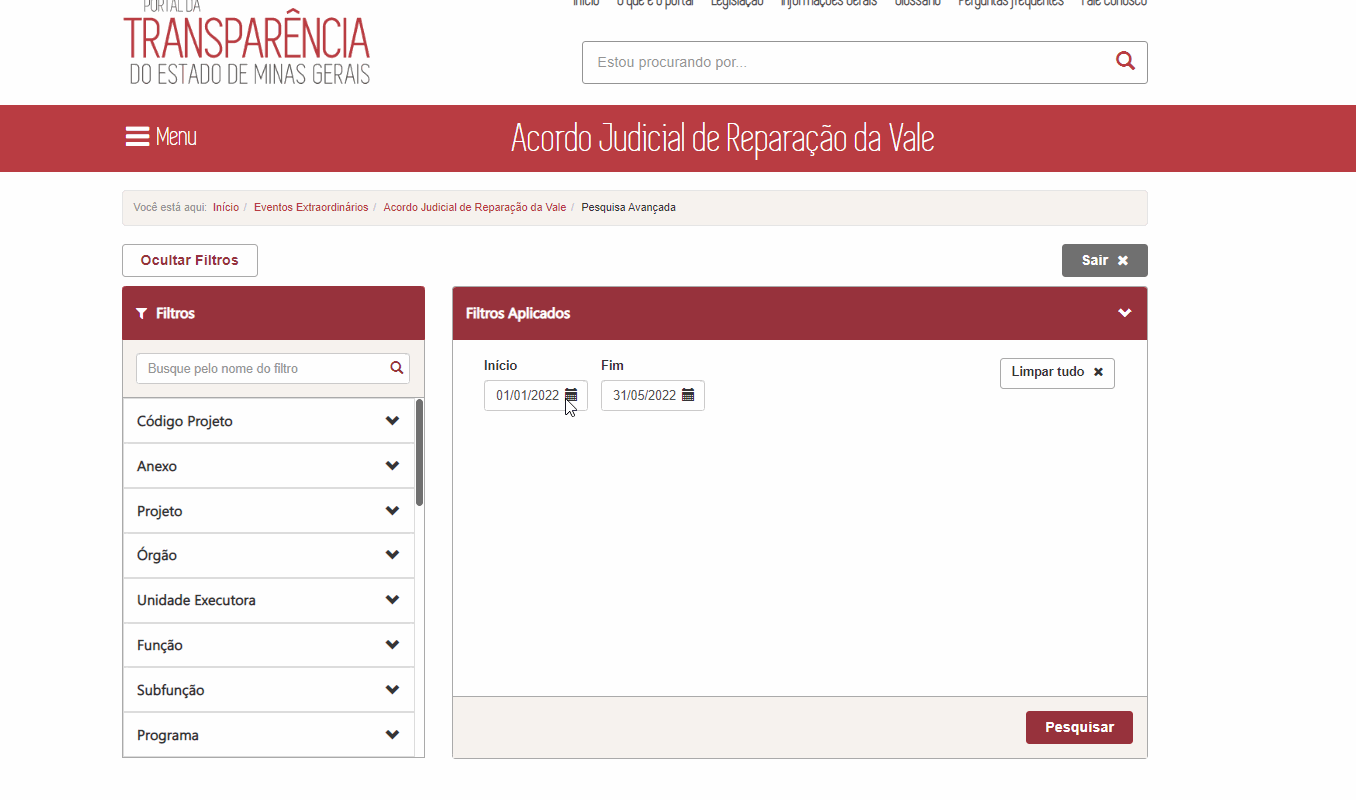 PORTAL DA
TRANSPARÊNCIA
DO ESTADO DE MINAS GERAIS
Início O que é o portal Legislação Informações Gerais Glossário Perguntas frequentes Fale conosco
Estou procurando por...
Menu
Acordo Judicial de Reparação da Vale
Você está aqui: Início / Eventos Extraordinários / Acordo Judicial de Reparação da Vale / Pesquisa Avançada
Ocultar Filtros
Sair
Filtros
Busque pelo nome do filtro
Código Projeto
Anexo
Projeto
Órgão
Unidade Executora
Função
Subfunção
Programa
Filtros Aplicados
Início Fim
01/01/2022 31/05/2022
Limpar tudo
Pesquisar